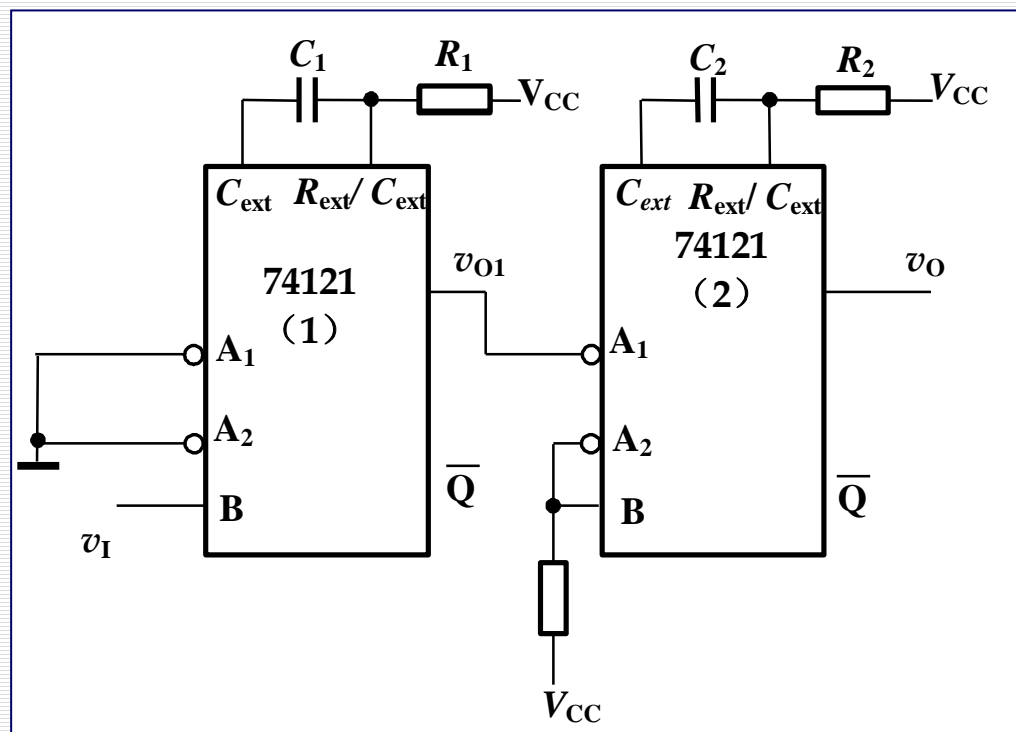 C1
R1
VCC
C2
R2
VCC
Cext
Rext/ Cext
Cext
Rext/ Cext
74121
（1）
vO1
74121
（2）
vO
A1
A1
A2
A2
Q̅
Q̅
B
B
vI
VCC